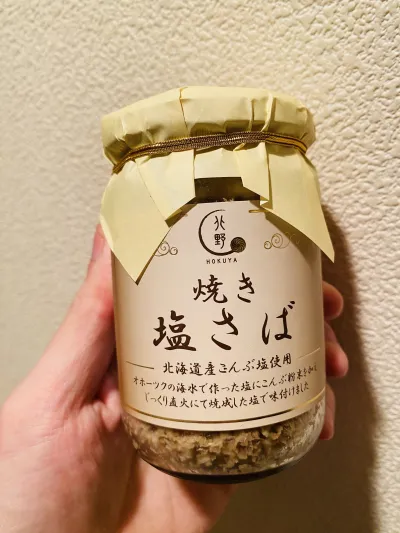 北野
HOKUYA
焼き
塩さば
北海道産こんぶ塩使用
オホーツクの海水で作った塩にこんぶ粉末を加え
じっくり直火にて焼成した塩で味付けました